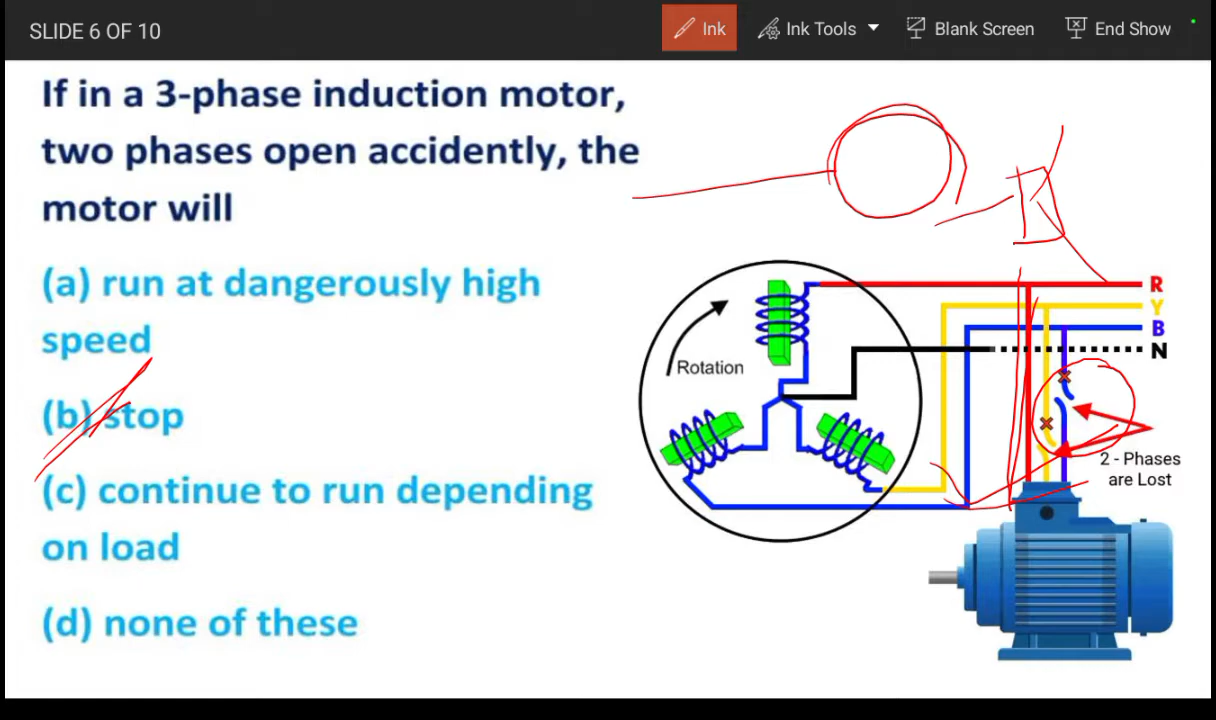 SLIDE 6 OF 10
Ink
Ink Tools
Blank Screen
End Show
If in a 3-phase induction motor,
two phases open accidently, the
motor will
(a) run at dangerously high
speed
(b) stop
(c) continue to run depending
on load
(d) none of these
Rotation
R
Y
B
N
2 - Phases
are Lost